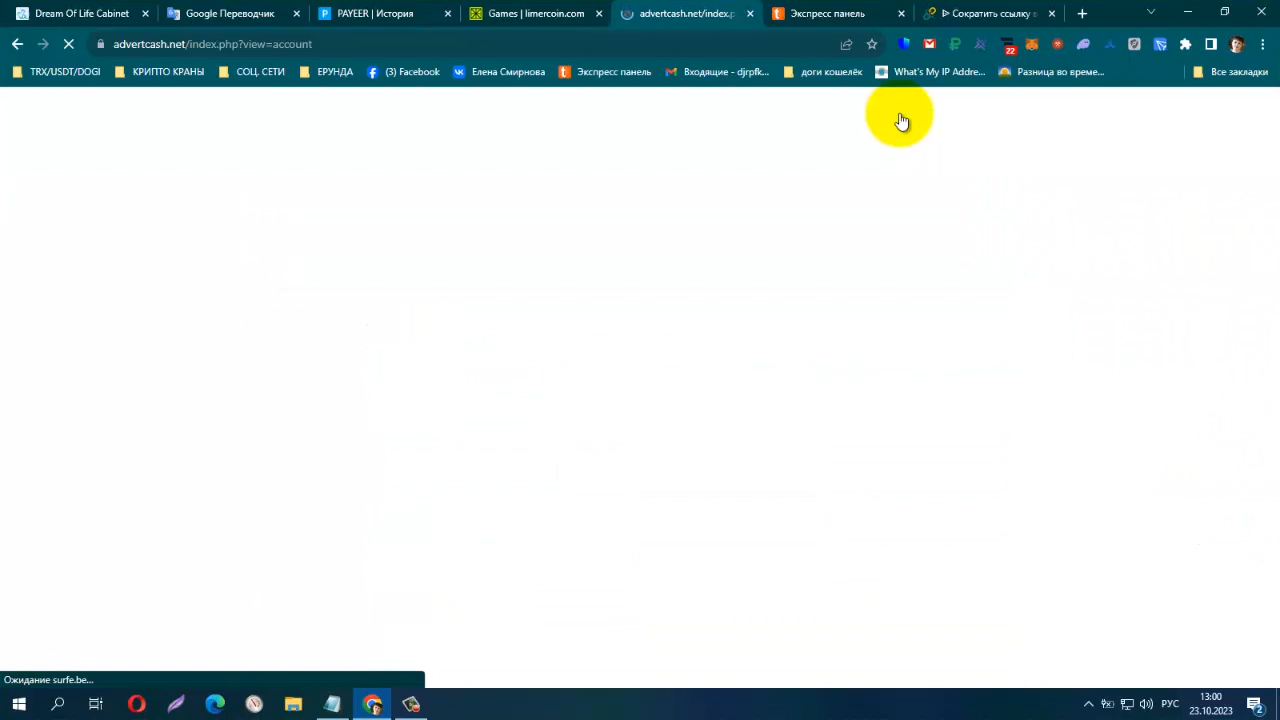 Dream Of Life Cabinet
Google Переводчик
PAYEER | История
Games | limercoin.com
advertcash.net/index.p
Экспресс панель
Сократить ссылку в
advertcash.net/index.php?view=account
22
TRX/USDT/DOGI
КРИПТО КРАНЫ
СОЦ. СЕТИ
ЕРУНДА
(3) Facebook
Елена Смирнова
Экспресс панель
Входящие - djrpfk...
доги кошелёк
What's My IP Addre...
Разница во време...
Все закладки
Ожидание surfe.be...
РУС
13:00
23.10.2023
2